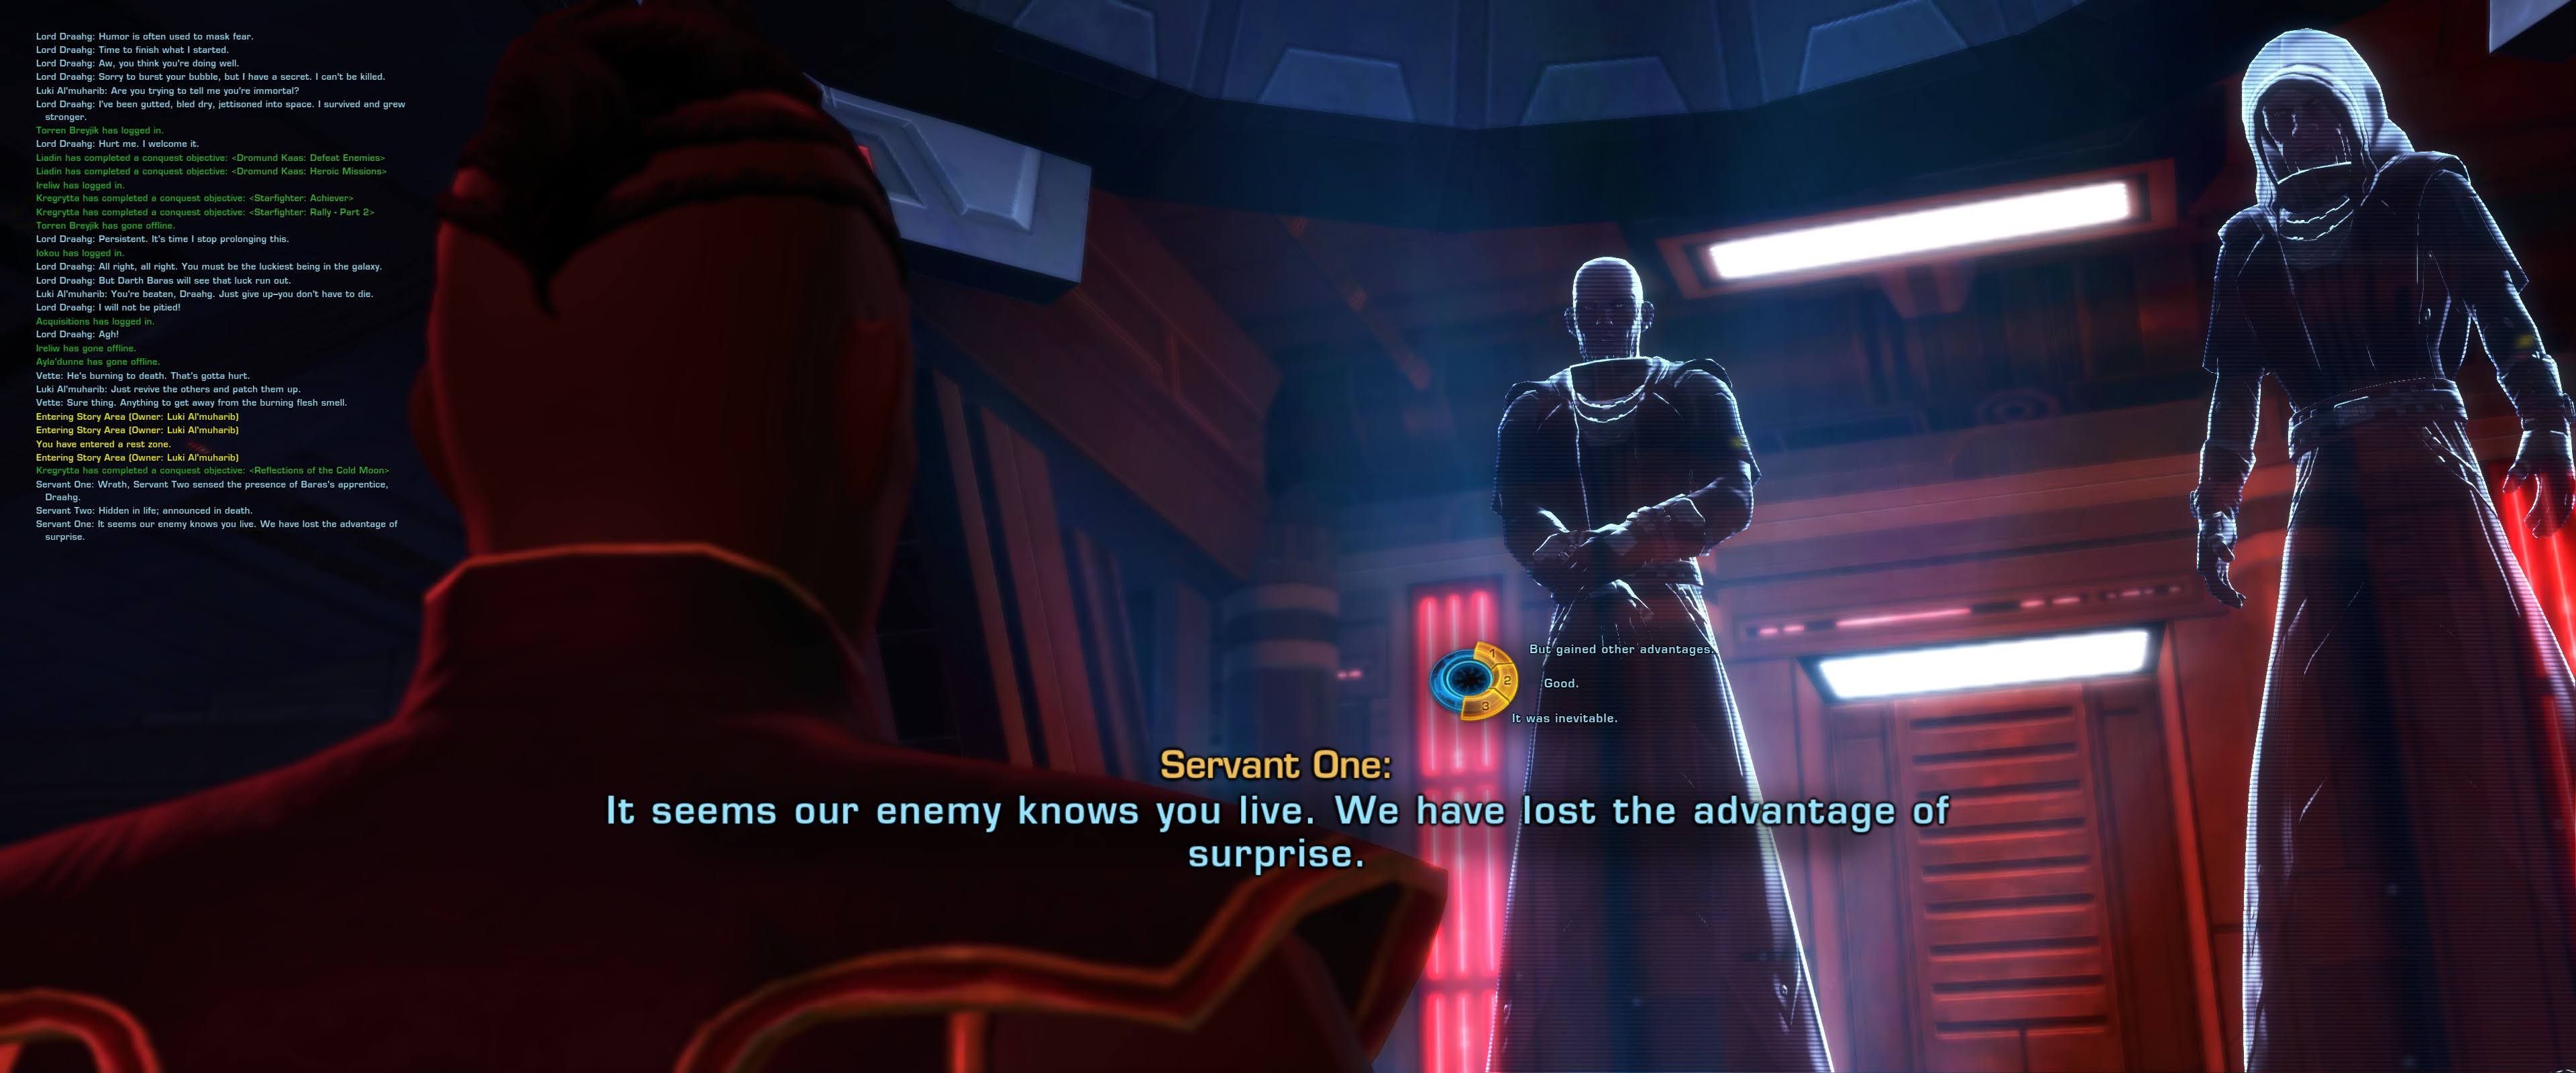 Lord Draahg: Humor is often used to mask fear.
Lord Draahg: Time to finish what I started.
Lord Draahg: Aw, you think you're doing well.
Lord Draahg: Sorry to burst your bubble, but I have a secret. I can't be killed.
Luki Al'muharib: Are you trying to tell me you're immortal?
Lord Draahg: I've been gutted, bled dry, jettisoned into space. I survived and grew
stronger.
Torren Breyjik has logged in.
Lord Draahg: Hurt me. I welcome it.
Liadin has completed a conquest objective: <Dromund Kaas: Defeat Enemies>
Liadin has completed a conquest objective: <Dromund Kaas: Heroic Missions>
Ireliw has logged in.
Kregrytta has completed a conquest objective: <Starfighter: Achiever>
Kregrytta has completed a conquest objective: <Starfighter: Rally - Part 2>
Torren Breyjik has gone offline.
Lord Draahg: Persistent. It's time I stop prolonging this.
Iokou has logged in.
Lord Draahg: All right, all right. You must be the luckiest being in the galaxy.
Lord Draahg: But Darth Baras will see that luck run out.
Luki Al'muharib: You're beaten, Draahg. Just give up–you don't have to die.
Lord Draahg: I will not be pitied!
Acquisitions has logged in.
Lord Draahg: Agh!
Ireliw has gone offline.
Ayla'dunne has gone offline.
Vette: He's burning to death. That's gotta hurt.
Luki Al'muharib: Just revive the others and patch them up.
Vette: Sure thing. Anything to get away from the burning flesh smell.
Entering Story Area (Owner: Luki Al'muharib)
Entering Story Area (Owner: Luki Al'muharib)
You have entered a rest zone.
Entering Story Area (Owner: Luki Al'muharib)
Kregrytta has completed a conquest objective: <Reflections of the Cold Moon>
Servant One: Wrath, Servant Two sensed the presence of Baras's apprentice,
Draahg.
Servant Two: Hidden in life; announced in death.
Servant One: It seems our enemy knows you live. We have lost the advantage of
surprise.
1 But gained other advantages.
2 Good.
3 It was inevitable.
Servant One:
It seems our enemy knows you live. We have lost the advantage of
surprise.